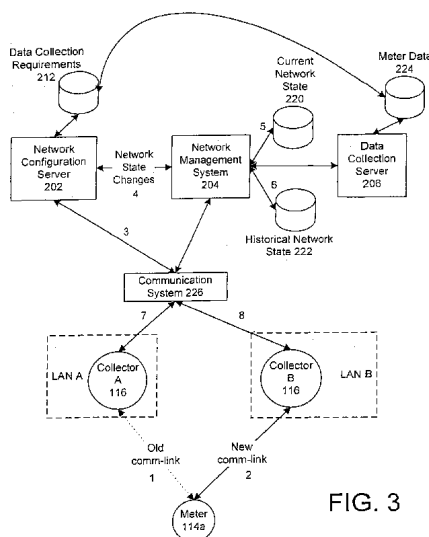 Data Collection
Requirements
212
Current
Network
State
220
Meter Data
224
Network
Configuration
Server
202
Network
State
Changes
4
Network
Management
System
204
5
6
Data
Collection
Server
206
Historical Network
State 222
3
Communication
System 226
7
8
LAN A
Collector
A
116
Collector
B
116
LAN B
Old
comm-link
1
New
comm-link
2
Meter
114a
FIG. 3